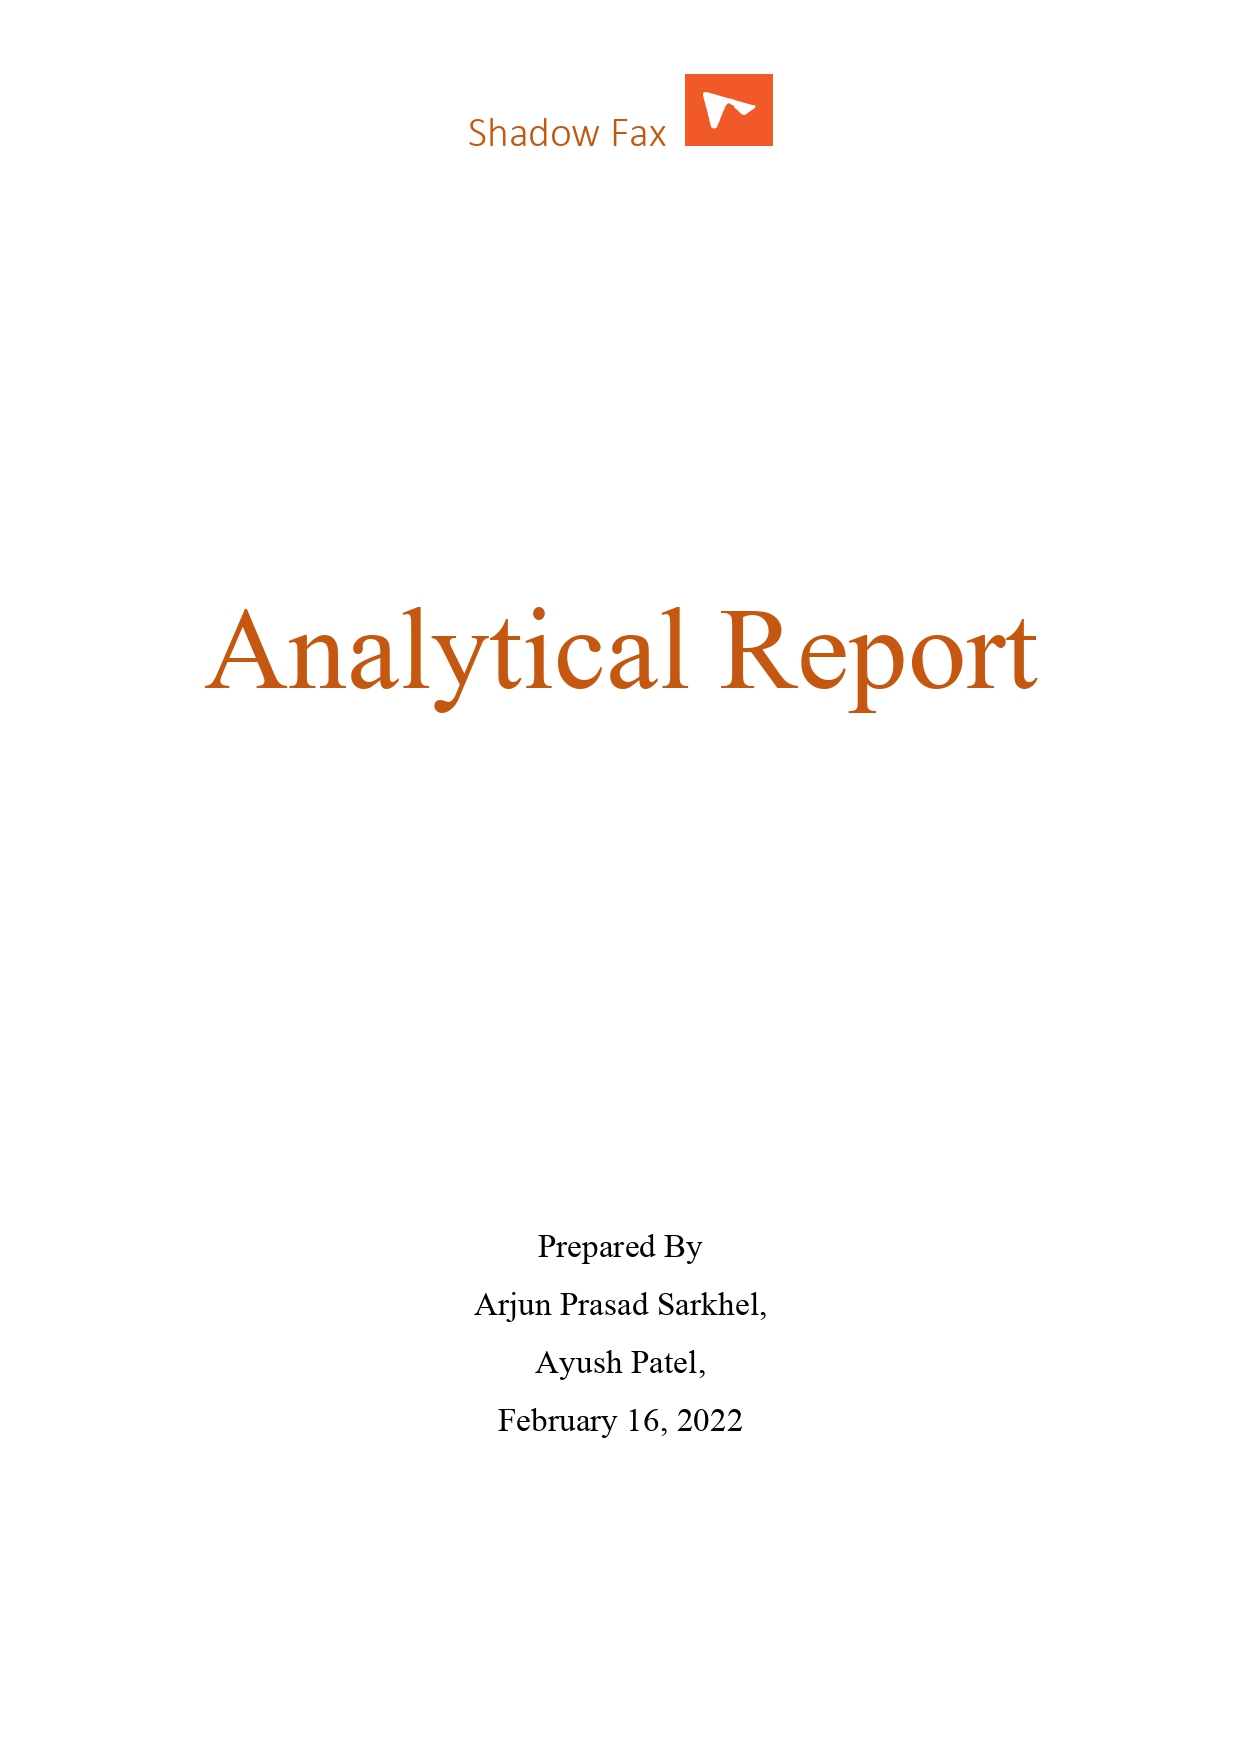 Shadow Fax
Analytical Report
Prepared By
Arjun Prasad Sarkhel,
Ayush Patel,
February 16, 2022